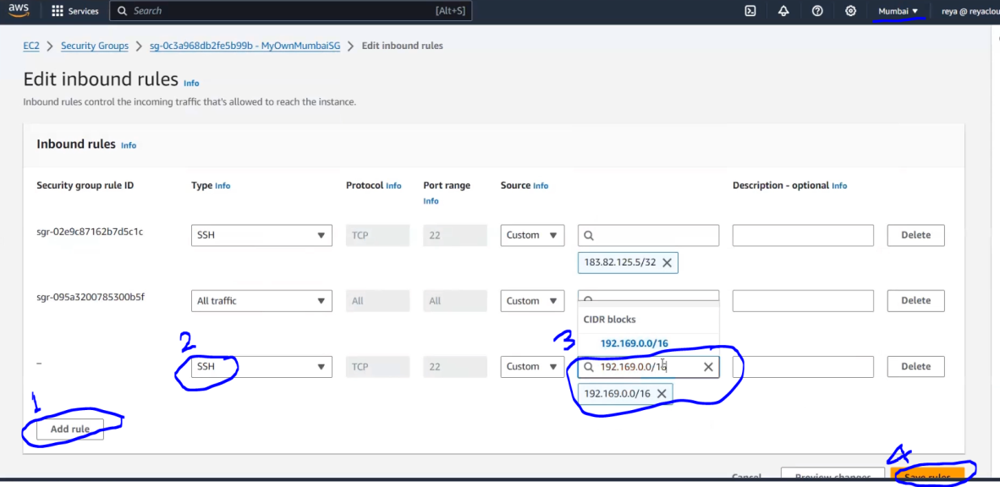 aws Services Search [Alt+S] Mumbai ▼ reya @ reyaclou
EC2 > Security Groups > sg-0c3a968db2fe5b99b - MyOwnMumbaiSG > Edit inbound rules
Edit inbound rules Info
Inbound rules control the incoming traffic that's allowed to reach the instance.
Inbound rules Info
Security group rule ID Type Info Protocol Info Port range Info Source Info Description - optional Info
sgr-02e9c87162b7d5c1c SSH TCP 22 Custom Delete
183.82.125.5/32
sgr-095a3200785300b5f All traffic All All Custom Delete
CIDR blocks
192.169.0.0/16
2 3
– SSH TCP 22 Custom 192.169.0.0/16 Delete
192.169.0.0/16
1
Add rule
4
Cancel Preview changes Save rules